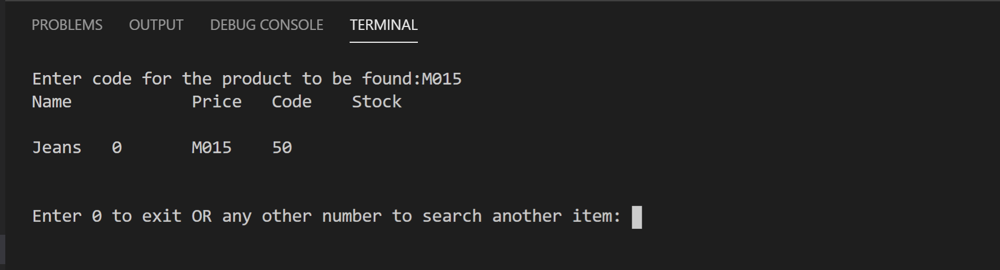 PROBLEMS OUTPUT DEBUG CONSOLE TERMINAL
Enter code for the product to be found:M015
Name Price Code Stock
Jeans 0 M015 50
Enter 0 to exit OR any other number to search another item: